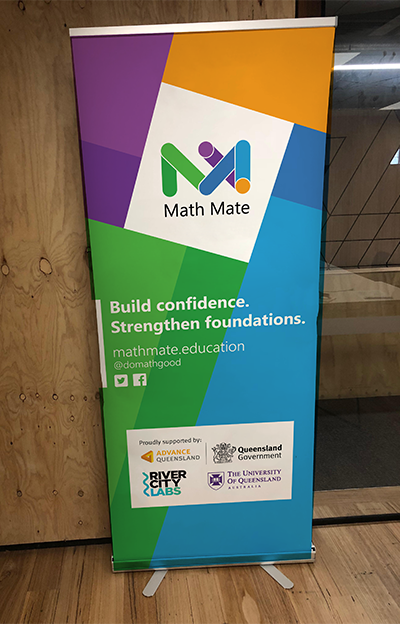 Math Mate
Build confidence.
Strengthen foundations.
mathmate.education
@domathgood
Proudly supported by:
ADVANCE
QUEENSLAND
Queensland
Government
RIVER
CITY
LABS
THE UNIVERSITY
OF QUEENSLAND
AUSTRALIA